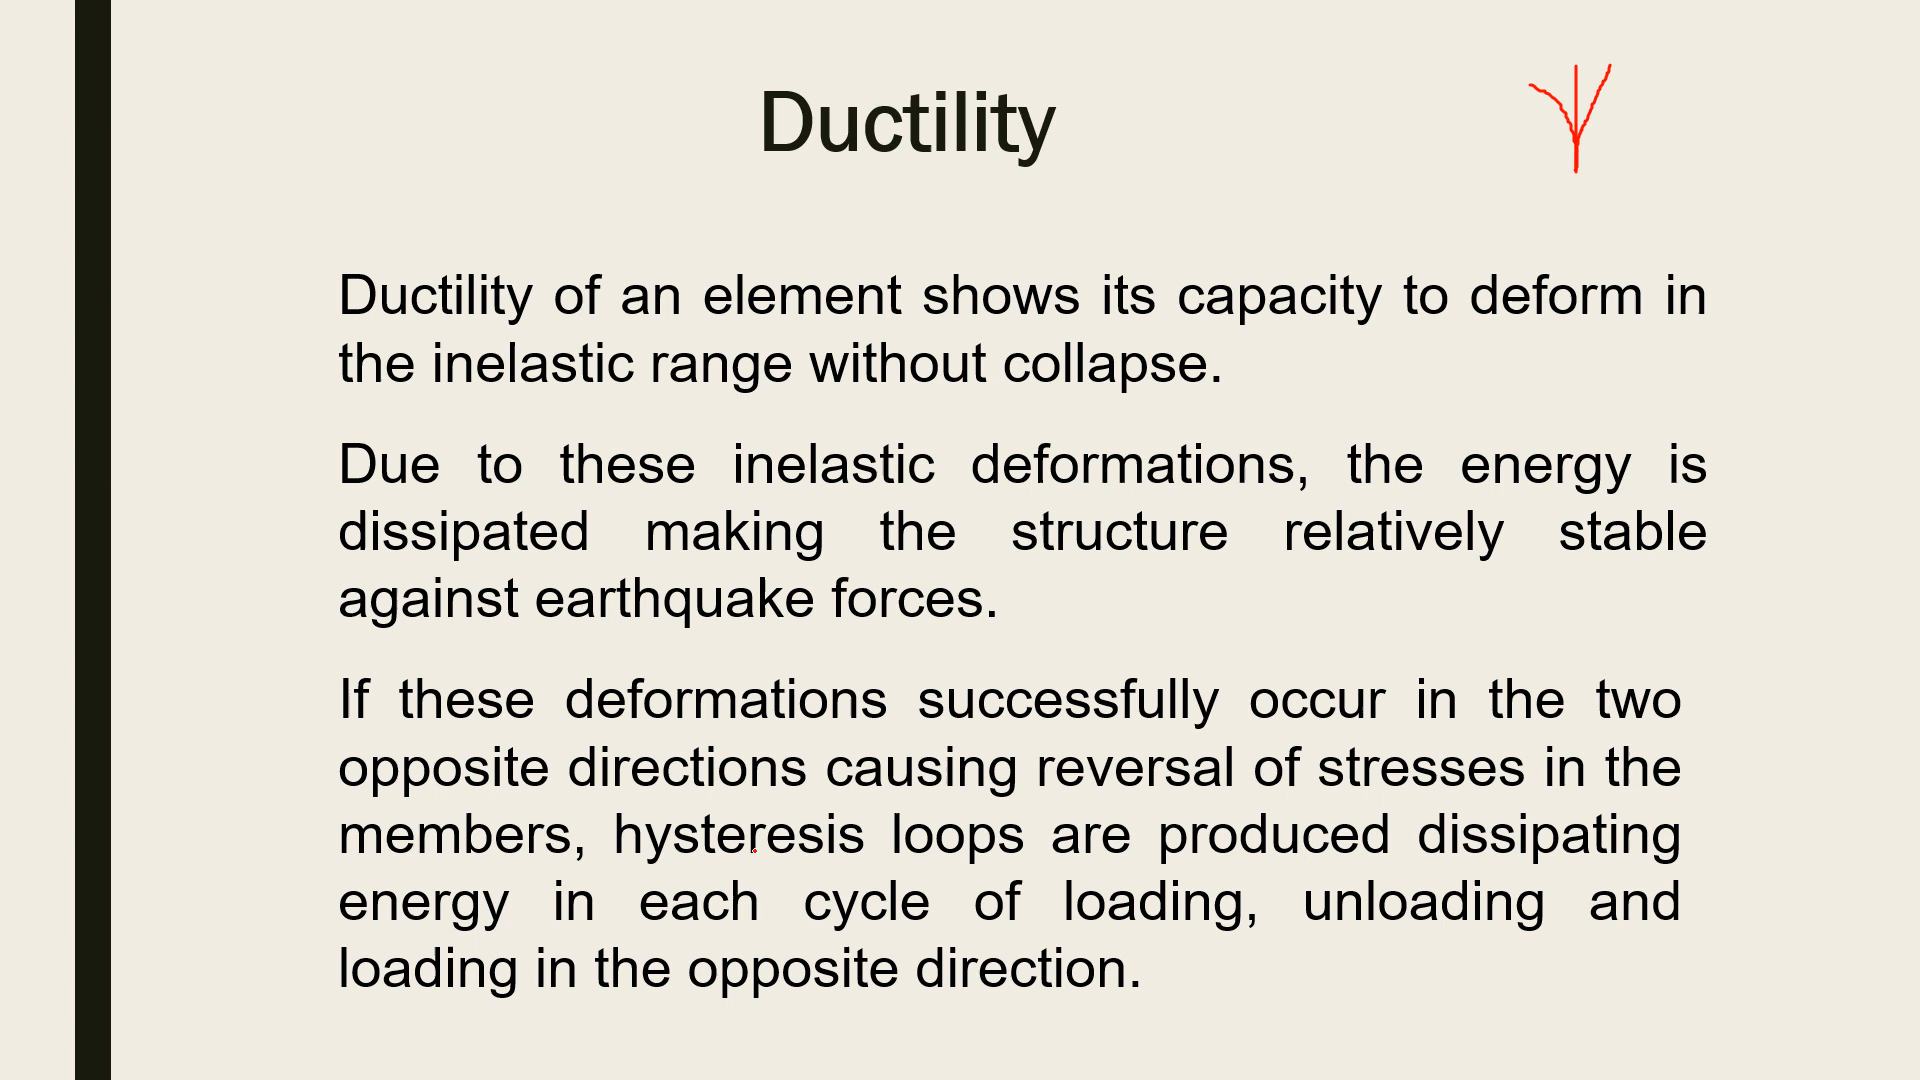 Ductility
Ductility of an element shows its capacity to deform in
the inelastic range without collapse.
Due to these inelastic deformations, the energy is
dissipated making the structure relatively stable
against earthquake forces.
If these deformations successfully occur in the two
opposite directions causing reversal of stresses in the
members, hysteresis loops are produced dissipating
energy in each cycle of loading, unloading and
loading in the opposite direction.